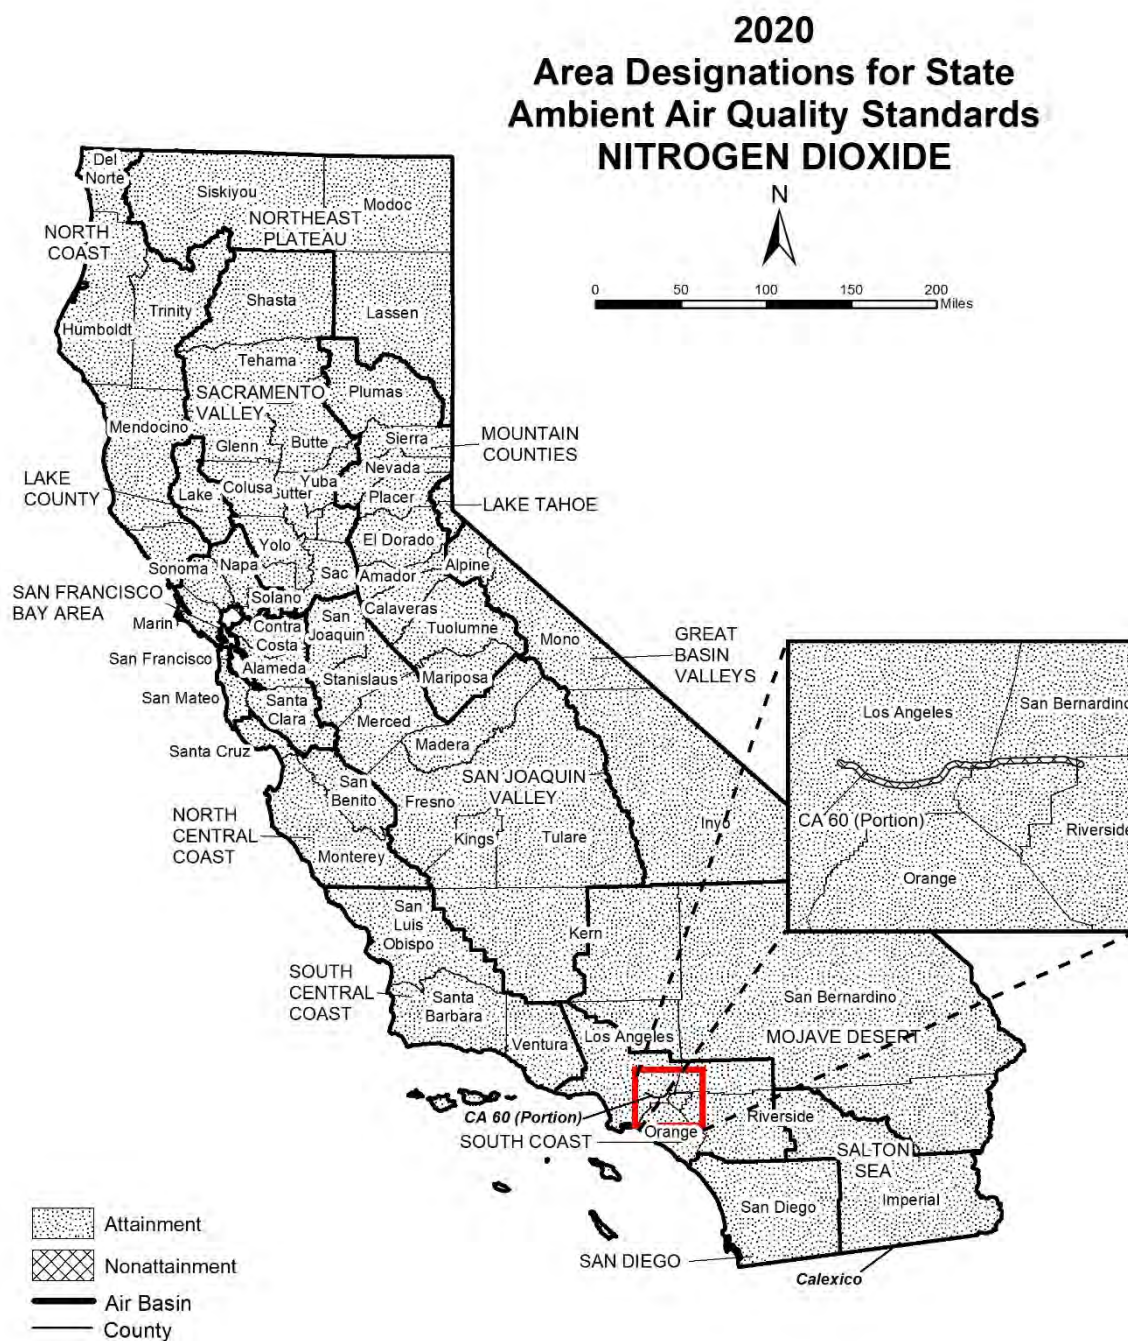 2020
Area Designations for State
Ambient Air Quality Standards
NITROGEN DIOXIDE
N
0 50 100 150 200
Miles
Del
Norte
Siskiyou
Modoc
NORTHEAST
PLATEAU
NORTH
COAST
Shasta
Trinity
Lassen
Humboldt
Tehama
Plumas
SACRAMENTO
VALLEY
Mendocino
Glenn
Butte
Sierra
MOUNTAIN
COUNTIES
Nevada
LAKE
COUNTY
Lake
Colusa
Yuba
utter
Placer
LAKE TAHOE
El Dorado
Yolo
Sonoma
Napa
Sac
Amador
Alpine
SAN FRANCISCO
BAY AREA
Solano
Calaveras
Marin
Contra
Costa
San
Joaquin
Tuolumne
Mono
GREAT
BASIN
VALLEYS
San Francisco
Alameda
Stanislaus
Mariposa
San Mateo
Santa
Clara
Merced
Santa Cruz
Madera
San
Benito
Fresno
SAN JOAQUIN
VALLEY
NORTH
CENTRAL
COAST
Kings
Tulare
Inyo
Monterey
Los Angeles
San Bernardino
CA 60 (Portion)
Riverside
Orange
San
Luis
Obispo
Kern
SOUTH
CENTRAL
COAST
Santa
Barbara
San Bernardino
Ventura
Los Angeles
MOJAVE DESERT
CA 60 (Portion)
Riverside
SOUTH COAST
Orange
SALTON
SEA
San Diego
Imperial
SAN DIEGO
Calexico
Attainment
Nonattainment
Air Basin
County